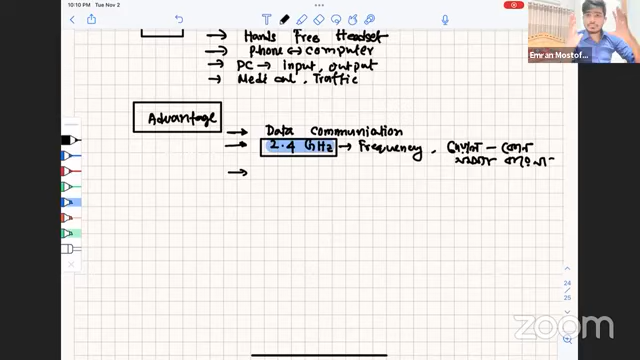 10:10 PM Tue Nov 2
→ Hands Free Headset
→ Phone ↔ Computer
→ PC → input, output
→ Medical, Traffic
Advantage
→ Data Communiation
→ 2.4 GHz → Frequency,
→
24
/
25
Emran Mostof...
zoom